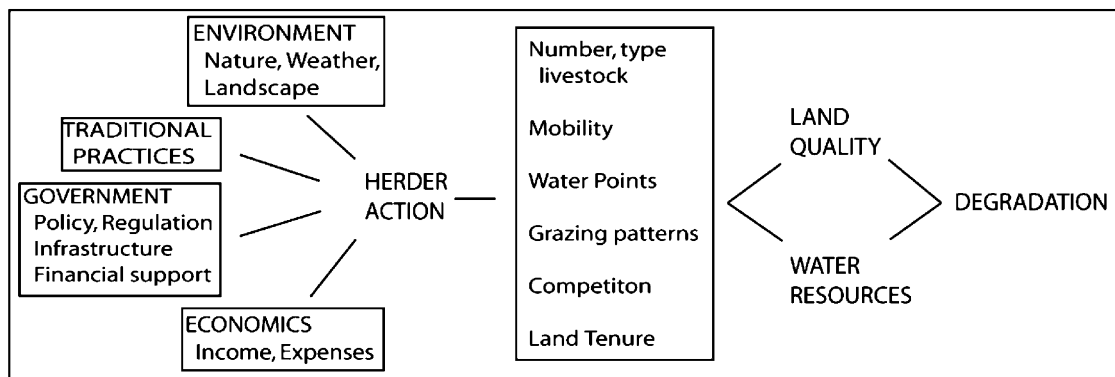 ENVIRONMENT
Nature, Weather,
Landscape
TRADITIONAL
PRACTICES
GOVERNMENT
Policy, Regulation
Infrastructure
Financial support
ECONOMICS
Income, Expenses
HERDER
ACTION
Number, type
livestock
Mobility
Water Points
Grazing patterns
Competiton
Land Tenure
LAND
QUALITY
WATER
RESOURCES
DEGRADATION